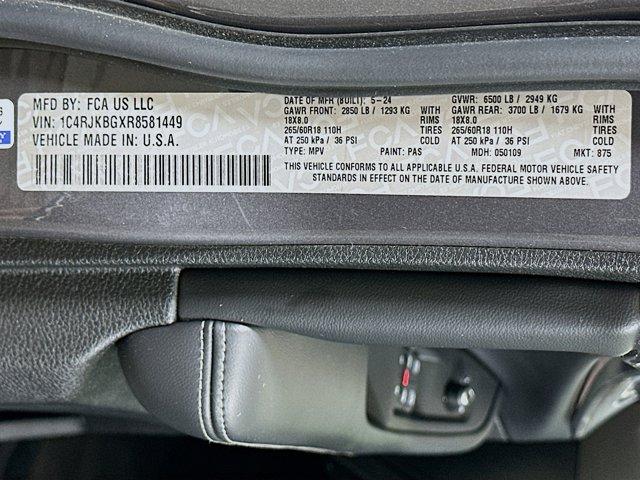 MFD BY: FCA US LLC
VIN: 1C4RJKBGXR8581449
VEHICLE MADE IN: U.S.A.
DATE OF MFR (BUILT): 5-24 GVWR: 6500 LB / 2949 KG
GAWR FRONT: 2850 LB / 1293 KG WITH GAWR REAR: 3700 LB / 1679 KG WITH
18X8.0 RIMS 18X8.0 RIMS
265/60R18 110H TIRES 265/60R18 110H TIRES
AT 250 kPa / 36 PSI COLD AT 250 kPa / 36 PSI COLD
TYPE: MPV PAINT: PAS MDH: 050109 MKT: 875
THIS VEHICLE CONFORMS TO ALL APPLICABLE U.S.A. FEDERAL MOTOR VEHICLE SAFETY
STANDARDS IN EFFECT ON THE DATE OF MANUFACTURE SHOWN ABOVE.